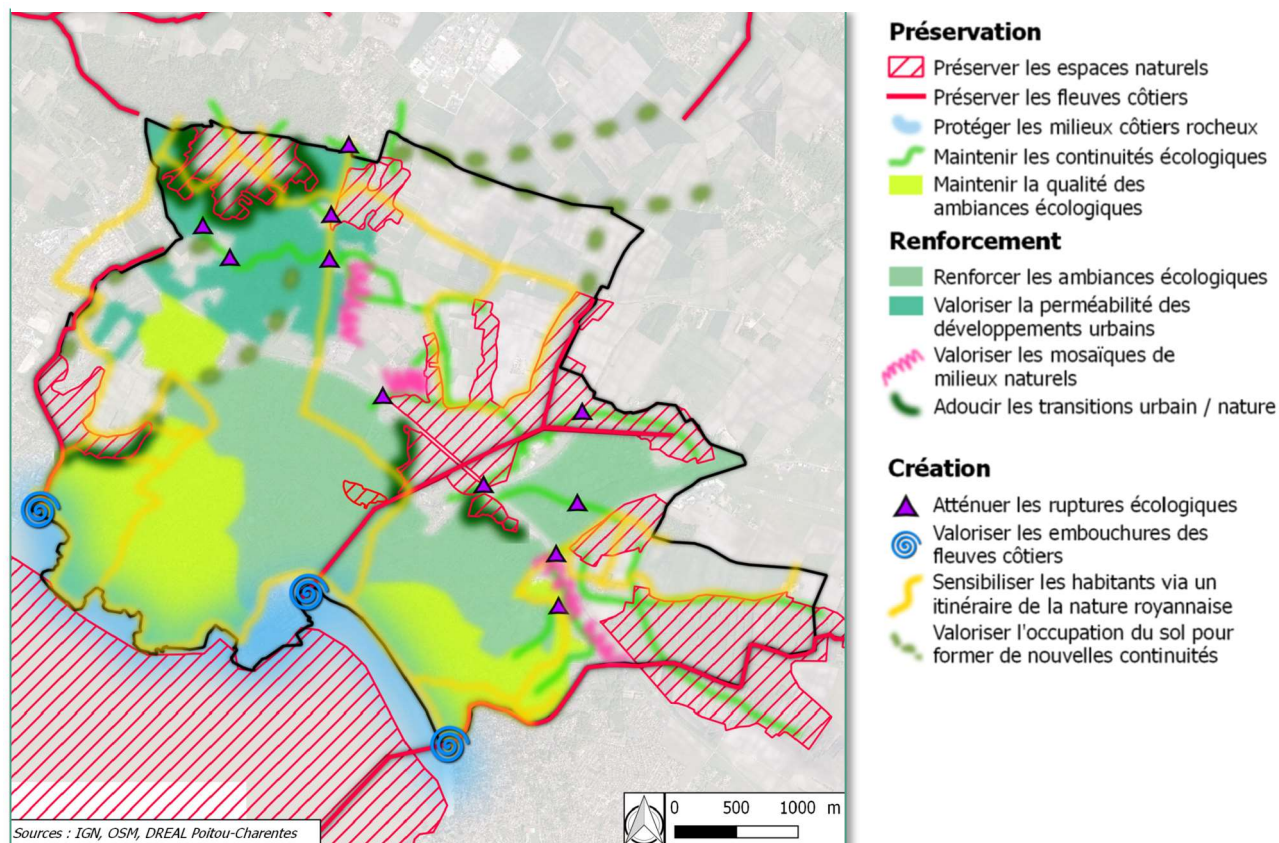 Préservation
Préserver les espaces naturels
Préserver les fleuves côtiers
Protéger les milieux côtiers rocheux
Maintenir les continuités écologiques
Maintenir la qualité des
ambiances écologiques
Renforcement
Renforcer les ambiances écologiques
Valoriser la perméabilité des
développements urbains
Valoriser les mosaïques de
milieux naturels
Adoucir les transitions urbain / nature
Création
Atténuer les ruptures écologiques
Valoriser les embouchures des
fleuves côtiers
Sensibiliser les habitants via un
itinéraire de la nature royannaise
Valoriser l'occupation du sol pour
former de nouvelles continuités
0 500 1000 m
Sources : IGN, OSM, DREAL Poitou-Charentes